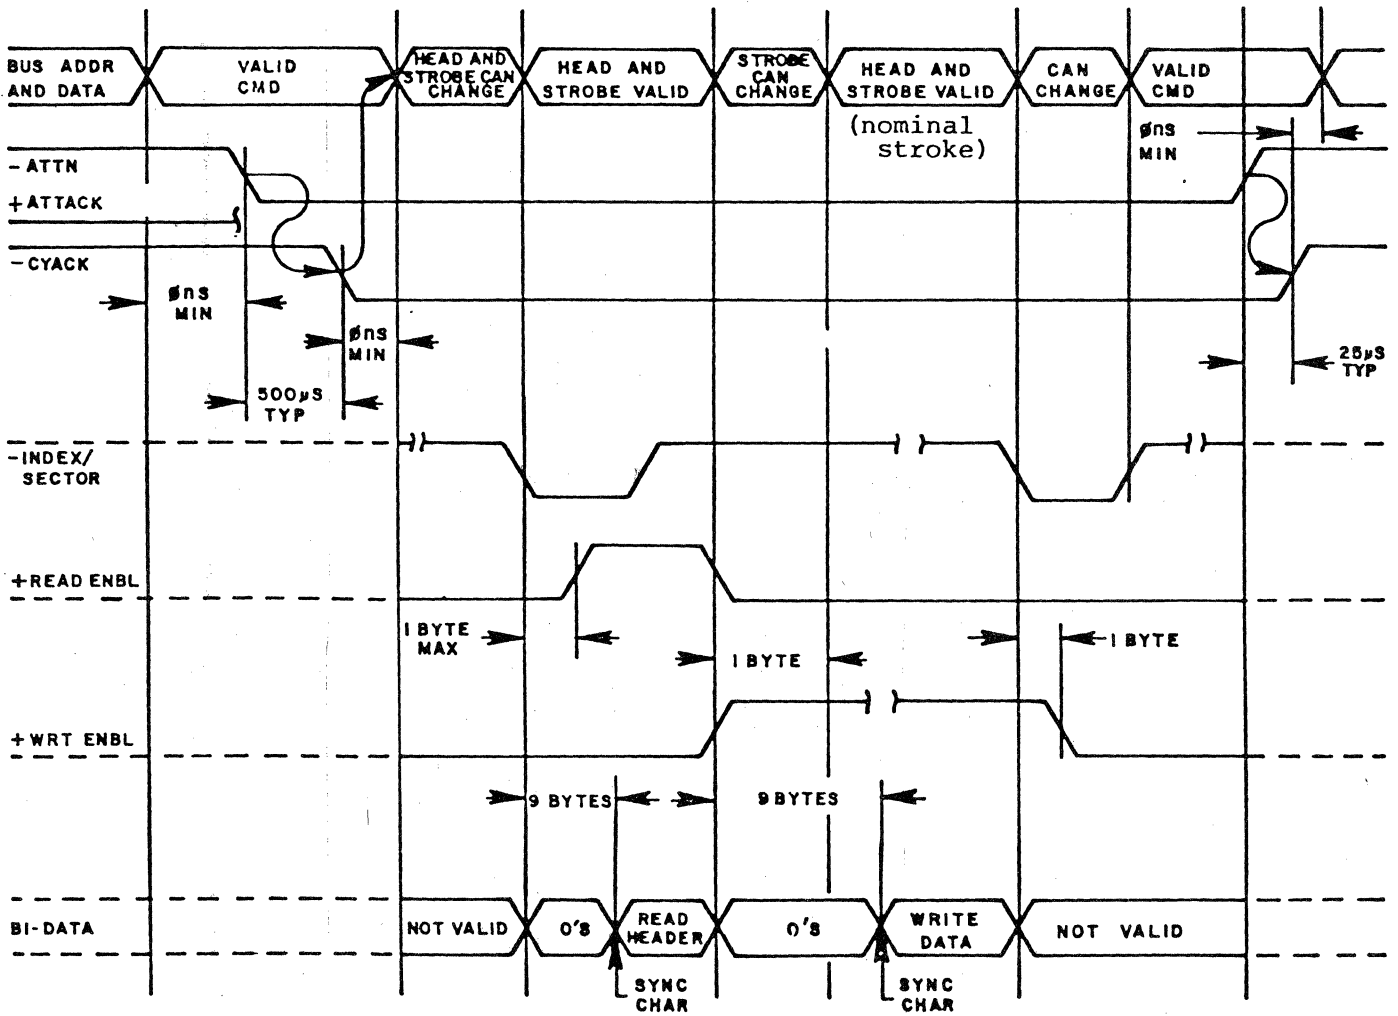 BUS ADDR
AND DATA
VALID
CMD
HEAD AND
STROBE CAN
CHANGE
HEAD AND
STROBE VALID
STROBE
CAN
CHANGE
HEAD AND
STROBE VALID
(nominal
stroke)
CAN
CHANGE
VALID
CMD
Øns
MIN
-ATTN
+ATTACK
-CYACK
Øns
MIN
Øns
MIN
500µS
TYP
25µS
TYP
-INDEX/
SECTOR
+READ ENBL
1 BYTE
MAX
1 BYTE
1 BYTE
+WRT ENBL
9 BYTES
9 BYTES
BI-DATA
NOT VALID
O'S
READ
HEADER
O'S
WRITE
DATA
NOT VALID
SYNC
CHAR
SYNC
CHAR